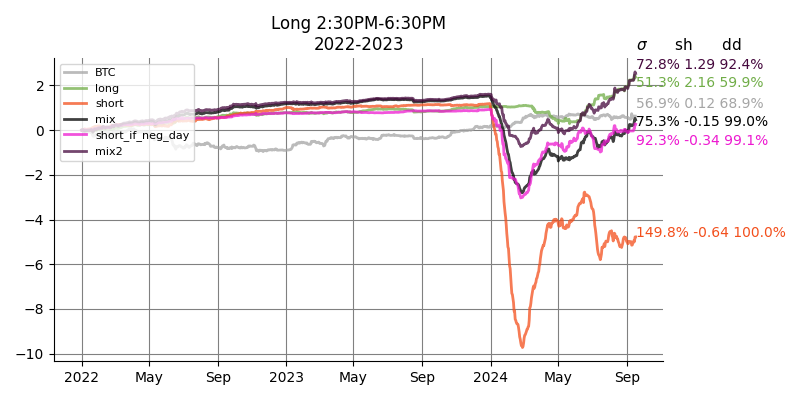 Long 2:30PM-6:30PM
2022-2023
σ sh dd
72.8% 1.29 92.4%
51.3% 2.16 59.9%
56.9% 0.12 68.9%
75.3% -0.15 99.0%
92.3% -0.34 99.1%
149.8% -0.64 100.0%
BTC
long
short
mix
short_if_neg_day
mix2
2
0
−2
−4
−6
−8
−10
2022 May Sep 2023 May Sep 2024 May Sep